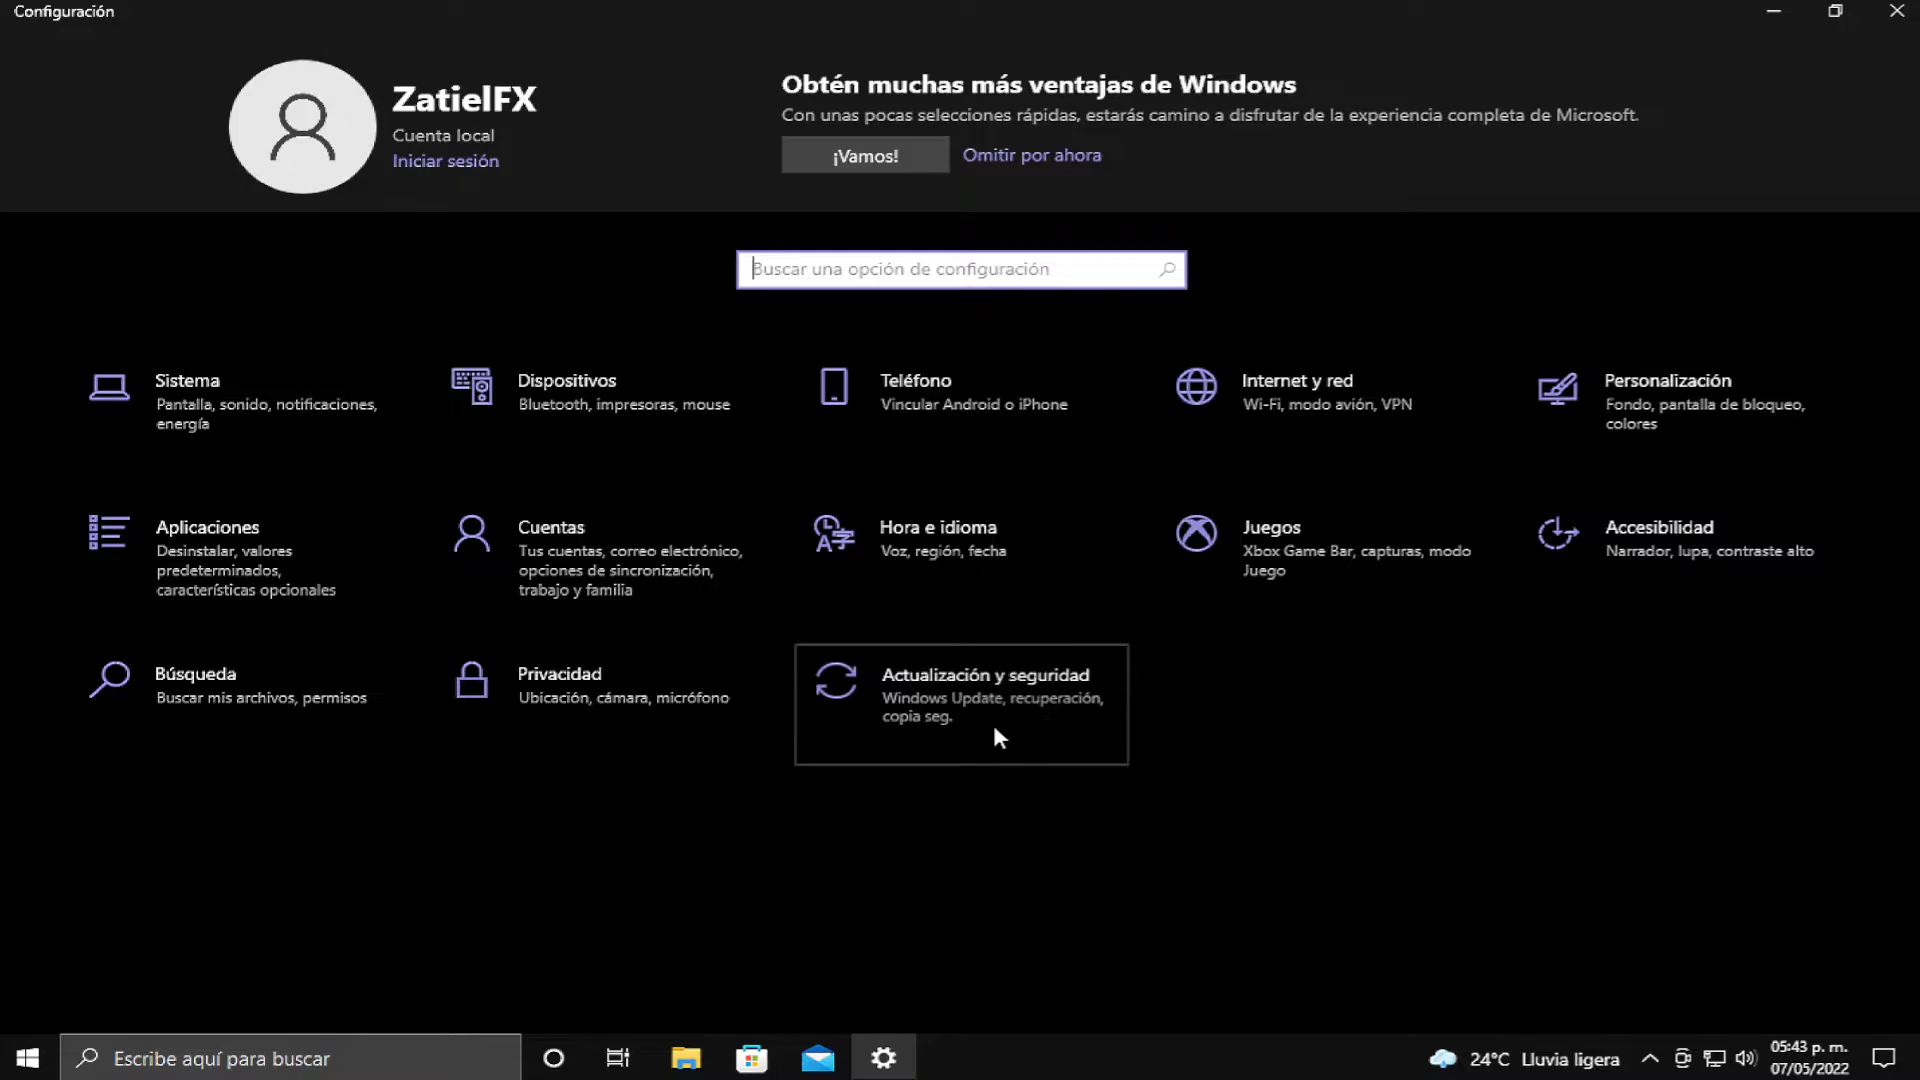 Configuración
ZatielFX
Cuenta local
Iniciar sesión
Obtén muchas más ventajas de Windows
Con unas pocas selecciones rápidas, estarás camino a disfrutar de la experiencia completa de Microsoft.
¡Vamos!
Omitir por ahora
Buscar una opción de configuración
Sistema
Pantalla, sonido, notificaciones,
energía
Dispositivos
Bluetooth, impresoras, mouse
Teléfono
Vincular Android o iPhone
Internet y red
Wi-Fi, modo avión, VPN
Personalización
Fondo, pantalla de bloqueo,
colores
Aplicaciones
Desinstalar, valores
predeterminados,
características opcionales
Cuentas
Tus cuentas, correo electrónico,
opciones de sincronización,
trabajo y familia
Hora e idioma
Voz, región, fecha
Juegos
Xbox Game Bar, capturas, modo
Juego
Accesibilidad
Narrador, lupa, contraste alto
Búsqueda
Buscar mis archivos, permisos
Privacidad
Ubicación, cámara, micrófono
Actualización y seguridad
Windows Update, recuperación,
copia seg.
Escribe aquí para buscar
24°C Lluvia ligera
05:43 p. m.
07/05/2022